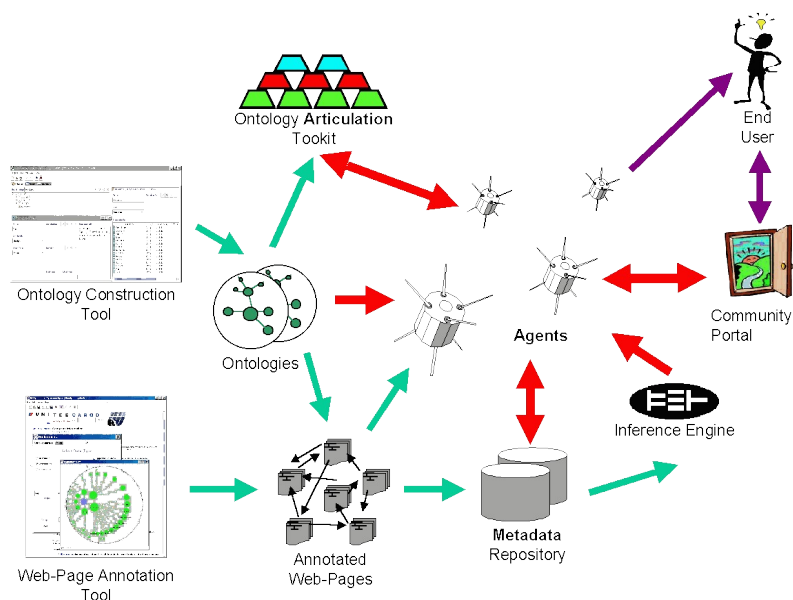 Ontology Articulation
Tookit
End
User
Ontology Construction
Tool
Ontologies
Agents
Community
Portal
Inference Engine
Metadata
Repository
Annotated
Web-Pages
Web-Page Annotation
Tool